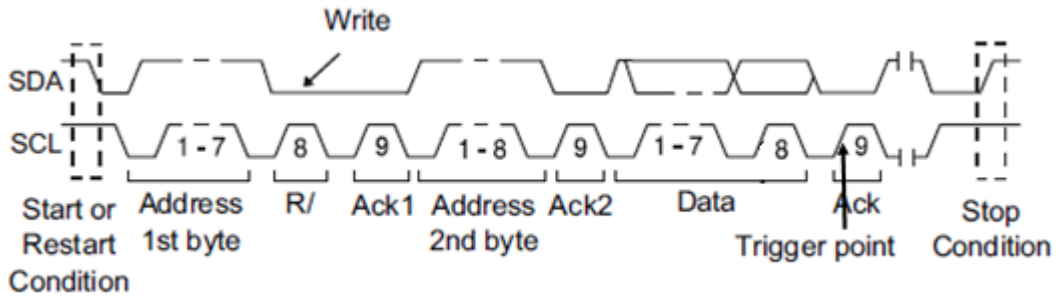 Write
SDA
SCL
1 - 7
8
9
1 - 8
9
1 - 7
8
9
Start or
Restart
Condition
Address
1st byte
R/
Ack1
Address
2nd byte
Ack2
Data
Ack
Trigger point
Stop
Condition